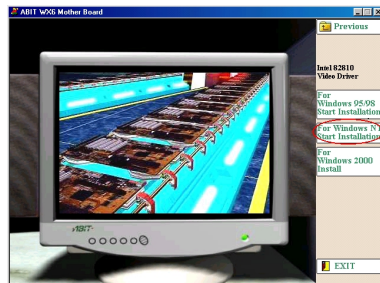 ABIT WX6 Mother Board
Previous
Intel 82810
Video Driver
For
Windows 95/98
Start Installation
For Windows NT
Start Installation
For
Windows 2000
Install
ABIT
EXIT